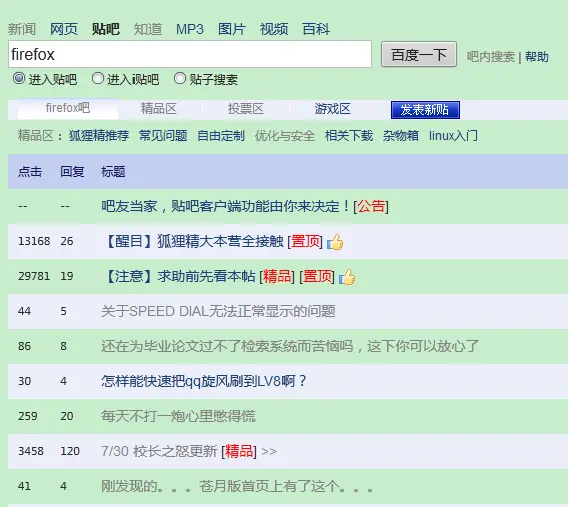 新闻 网页 贴吧 知道 MP3 图片 视频 百科
firefox 百度一下 吧内搜索 | 帮助
进入贴吧 进入i贴吧 贴子搜索
firefox吧 精品区 投票区 游戏区 发表新贴
精品区： 狐狸精推荐 常见问题 自由定制 优化与安全 相关下载 杂物箱 linux入门
点击 回复 标题
-- -- 吧友当家，贴吧客户端功能由你来决定！[公告]
13168 26 【醒目】狐狸精大本营全接触 [置顶]
29781 19 【注意】求助前先看本帖 [精品] [置顶]
44 5 关于SPEED DIAL无法正常显示的问题
86 8 还在为毕业论文过不了检索系统而苦恼吗，这下你可以放心了
30 4 怎样能快速把qq旋风刷到LV8啊？
259 20 每天不打一炮心里憋得慌
3458 120 7/30 校长之怒更新 [精品] >>
41 4 刚发现的。。。苍月版首页上有了这个。。。